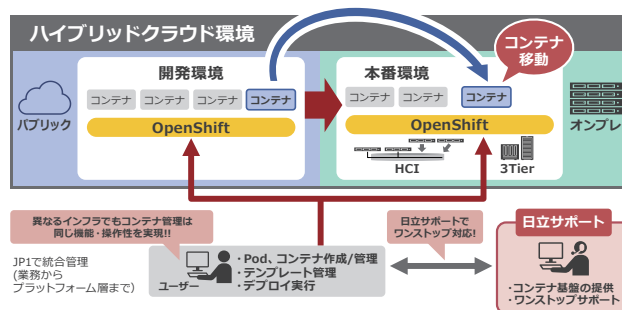 ハイブリッドクラウド環境
コンテナ
移動
開発環境
コンテナ
コンテナ
コンテナ
コンテナ
OpenShift
パブリック
本番環境
コンテナ
コンテナ
コンテナ
OpenShift
HCI
3Tier
オンプレ
異なるインフラでもコンテナ管理は
同じ機能・操作性を実現!!
日立サポートで
ワンストップ対応!
日立サポート
JP1で統合管理
(業務から
プラットフォーム層まで)
ユーザー
・Pod、コンテナ作成/管理
・テンプレート管理
・デプロイ実行
・コンテナ基盤の提供
・ワンストップサポート